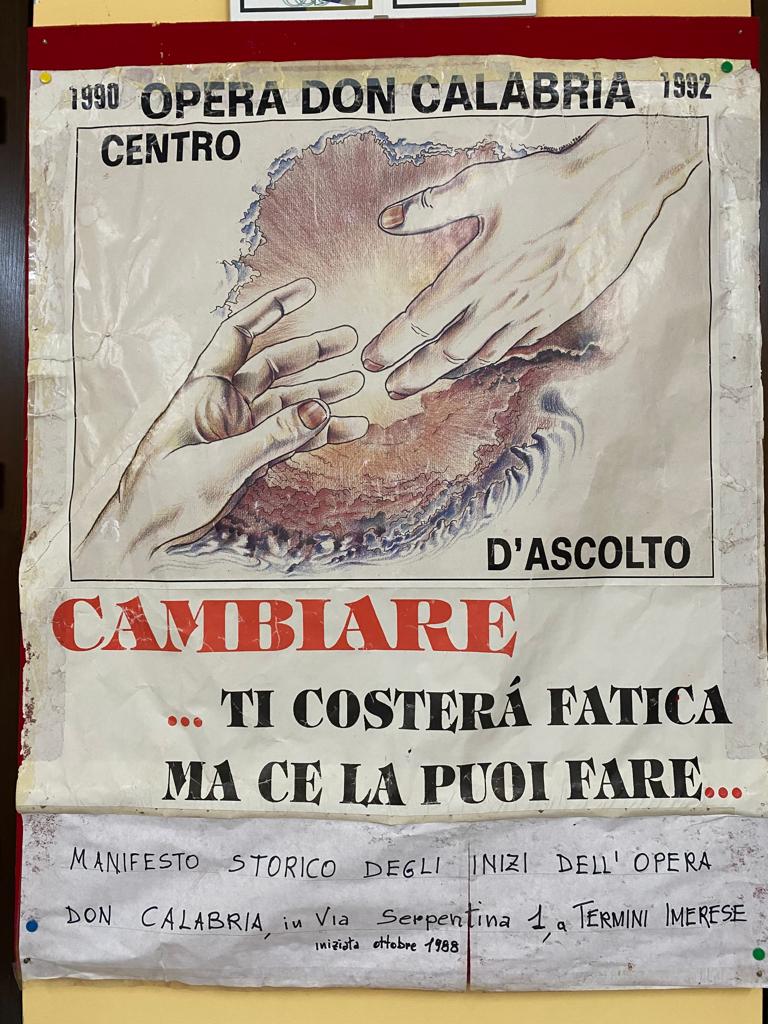 1990 OPERA DON CALABRIA 1992
CENTRO
D'ASCOLTO
CAMBIARE
... TI COSTERÁ FATICA
MA CE LA PUOI FARE...
MANIFESTO STORICO DEGLI INIZI DELL'OPERA
DON CALABRIA, in Via Serpentina 1, a TERMINI IMERESE
iniziata ottobre 1988